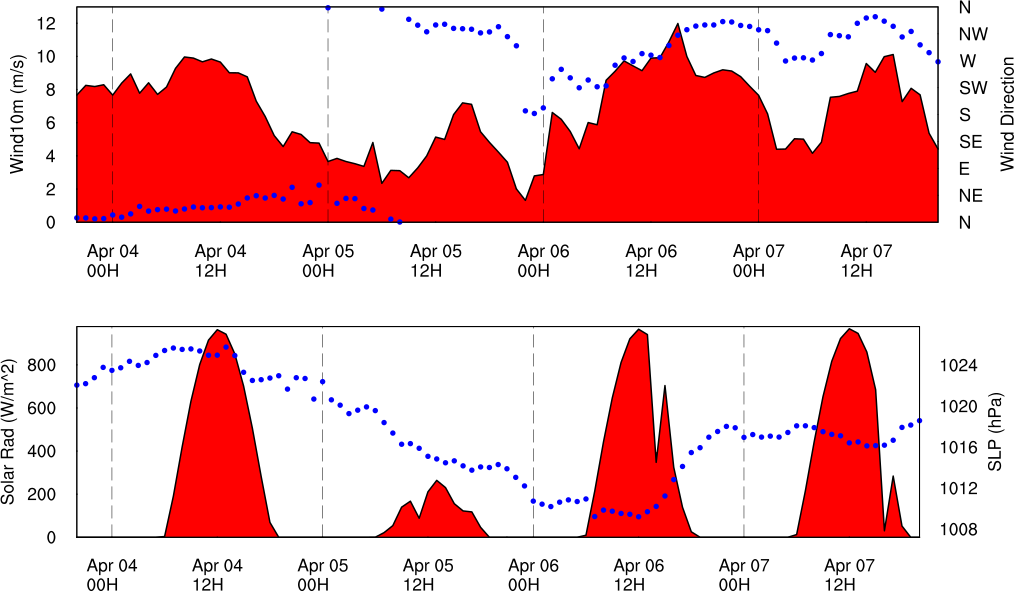 N
12
NW
10
W
8
SW
6
S
4
SE
E
2
NE
0
N
Wind10m (m/s)
Wind Direction
Apr 04 Apr 04 Apr 05 Apr 05 Apr 06 Apr 06 Apr 07 Apr 07
00H 12H 00H 12H 00H 12H 00H 12H
800
1024
600
1020
400
1016
200
1012
0
1008
Solar Rad (W/m^2)
SLP (hPa)
Apr 04 Apr 04 Apr 05 Apr 05 Apr 06 Apr 06 Apr 07 Apr 07
00H 12H 00H 12H 00H 12H 00H 12H